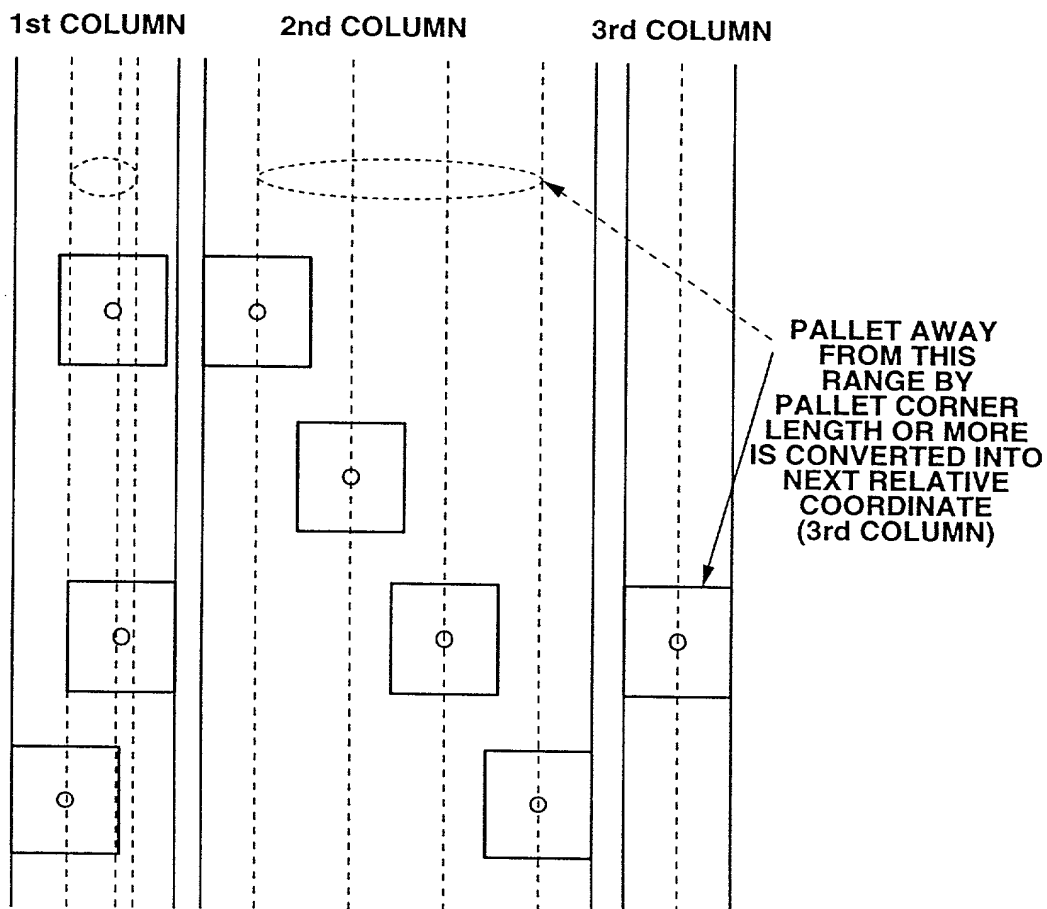 1st COLUMN
2nd COLUMN
3rd COLUMN
PALLET AWAY
FROM THIS
RANGE BY
PALLET CORNER
LENGTH OR MORE
IS CONVERTED INTO
NEXT RELATIVE
COORDINATE
(3rd COLUMN)